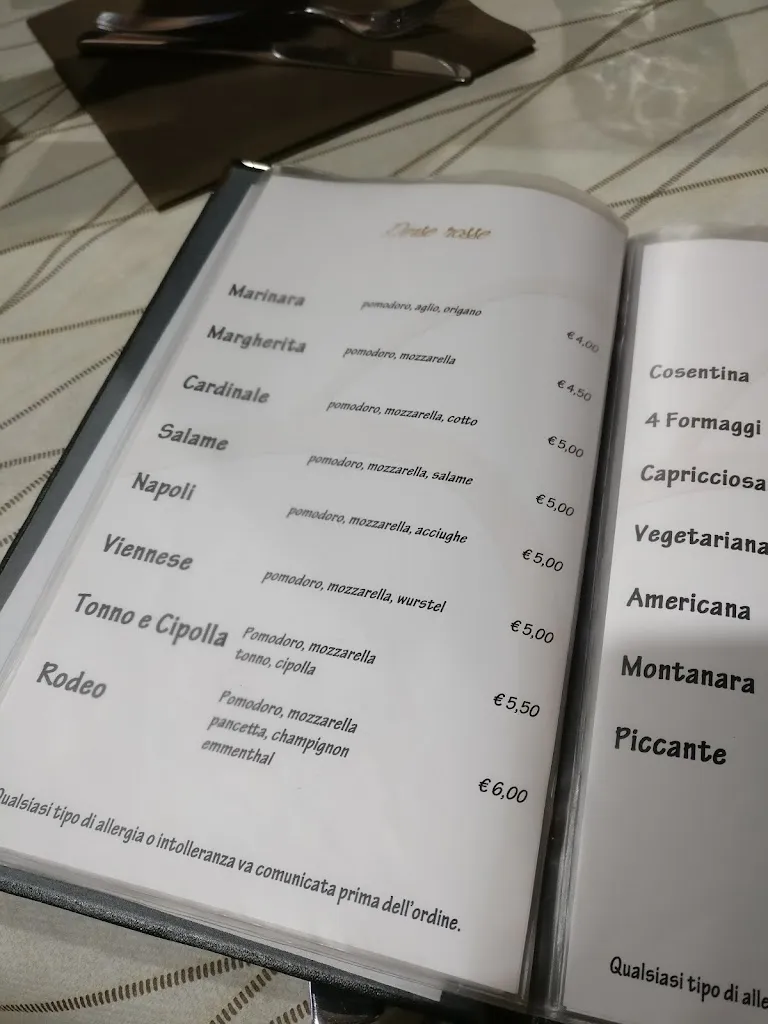 Marinara pomodoro, aglio, origano € 4,00
Margherita pomodoro, mozzarella € 4,50
Cardinale pomodoro, mozzarella, cotto € 5,00
Salame pomodoro, mozzarella, salame € 5,00
Napoli pomodoro, mozzarella, acciughe € 5,00
Viennese pomodoro, mozzarella, wurstel € 5,00
Tonno e Cipolla Pomodoro, mozzarella
tonno, cipolla € 5,50
Rodeo Pomodoro, mozzarella
pancetta, champignon
emmenthal € 6,00
Qualsiasi tipo di allergia o intolleranza va comunicata prima dell'ordine.
Cosentina
4 Formaggi
Capricciosa
Vegetariana
Americana
Montanara
Piccante
Qualsiasi tipo di alle